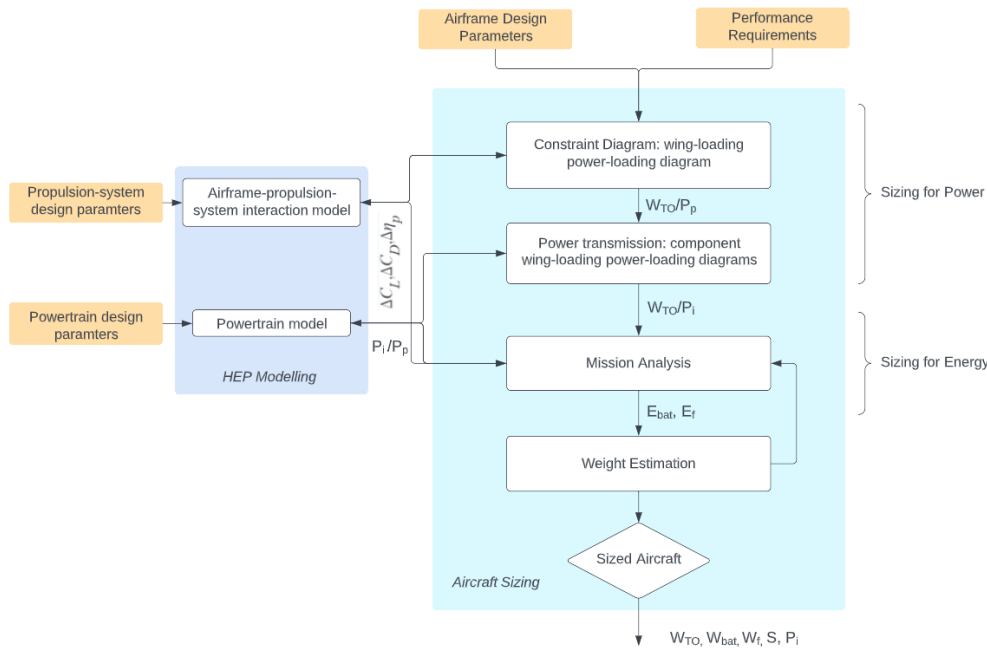 Airframe Design
Parameters
Performance
Requirements
Constraint Diagram: wing-loading
power-loading diagram
Sizing for Power
Propulsion-system
design paramters
Airframe-propulsion-
system interaction model
W_TO/P_p
Power transmission: component
wing-loading power-loading diagrams
ΔC_L,ΔC_D,Δη_p
Powertrain design
paramters
Powertrain model
W_TO/P_i
P_i/P_p
HEP Modelling
Mission Analysis
Sizing for Energy
E_bat, E_f
Weight Estimation
Sized Aircraft
Aircraft Sizing
W_TO, W_bat, W_f, S, P_i